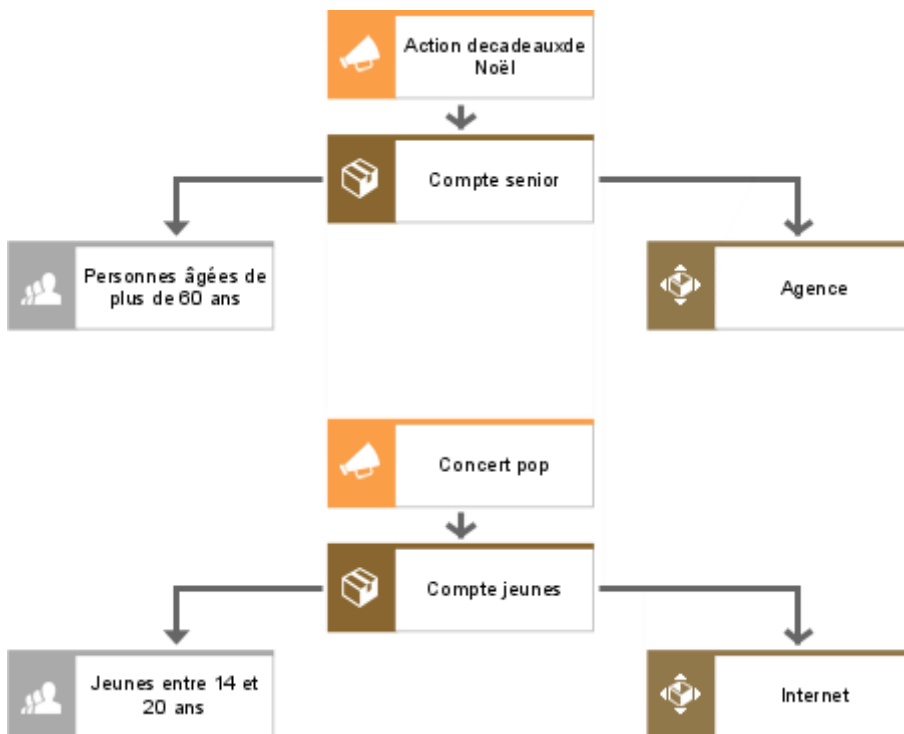 Action decadeauxde
Noël
Compte senior
Personnes âgées de
plus de 60 ans
Agence
Concert pop
Compte jeunes
Jeunes entre 14 et
20 ans
Internet